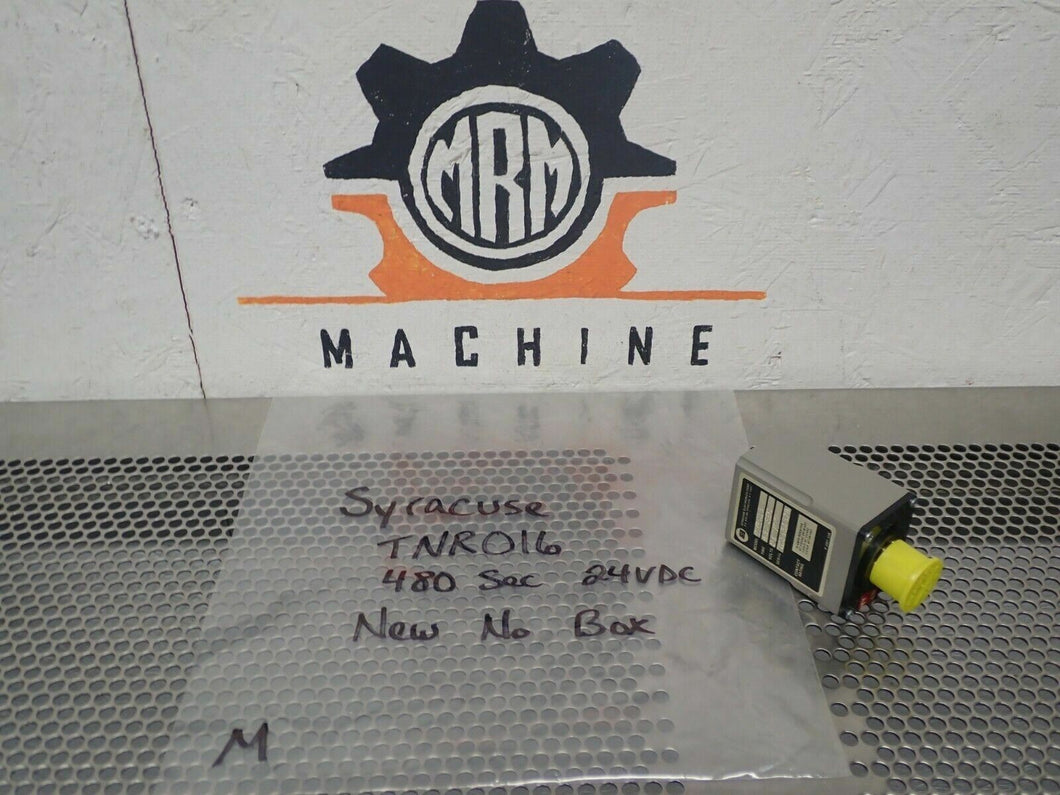 MRM
MACHINE
Syracuse
TNR016
480 Sec 24VDC
New No Box
M